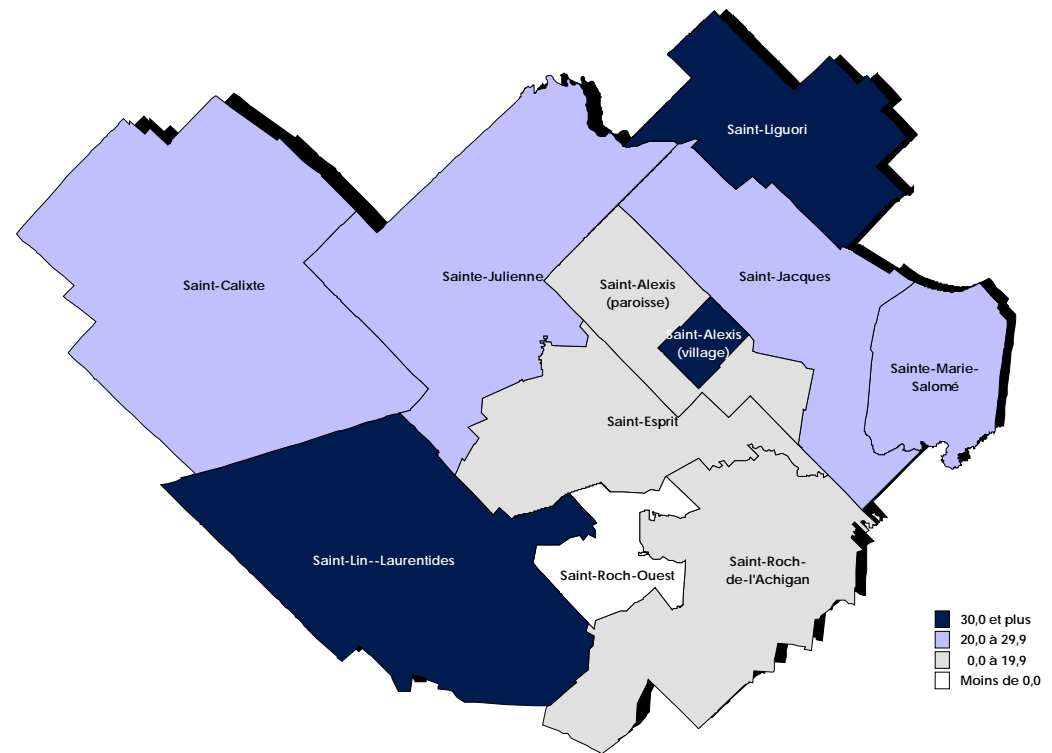 Saint-Liguori
Saint-Calixte
Sainte-Julienne
Saint-Alexis
(paroisse)
Saint-Jacques
Saint-Alexis
(village)
Sainte-Marie-
Salomé
Saint-Esprit
Saint-Lin--Laurentides
Saint-Roch-Ouest
Saint-Roch-
de-l'Achigan
30,0 et plus
20,0 à 29,9
0,0 à 19,9
Moins de 0,0